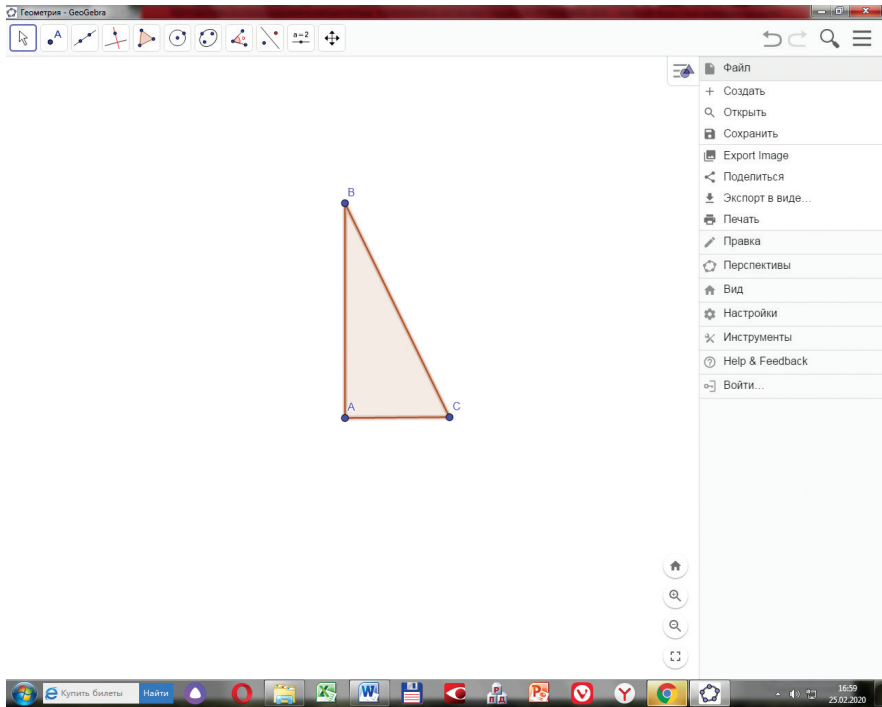 Геометрия - GeoGebra
A
a=2
Файл
Создать
Открыть
Сохранить
Export Image
Поделиться
Экспорт в виде...
Печать
Правка
Перспективы
Вид
Настройки
Инструменты
Help & Feedback
Войти...
B
A
C
Купить билеты
Найти
16:59
25.02.2020